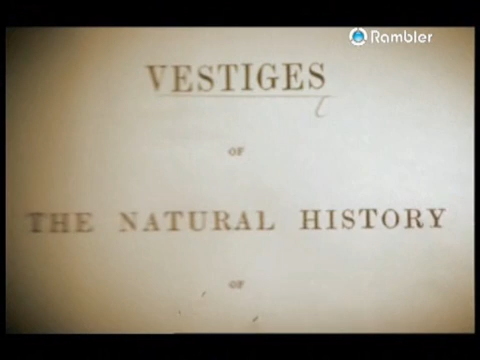 Rambler
VESTIGES
OF
THE NATURAL HISTORY
OF